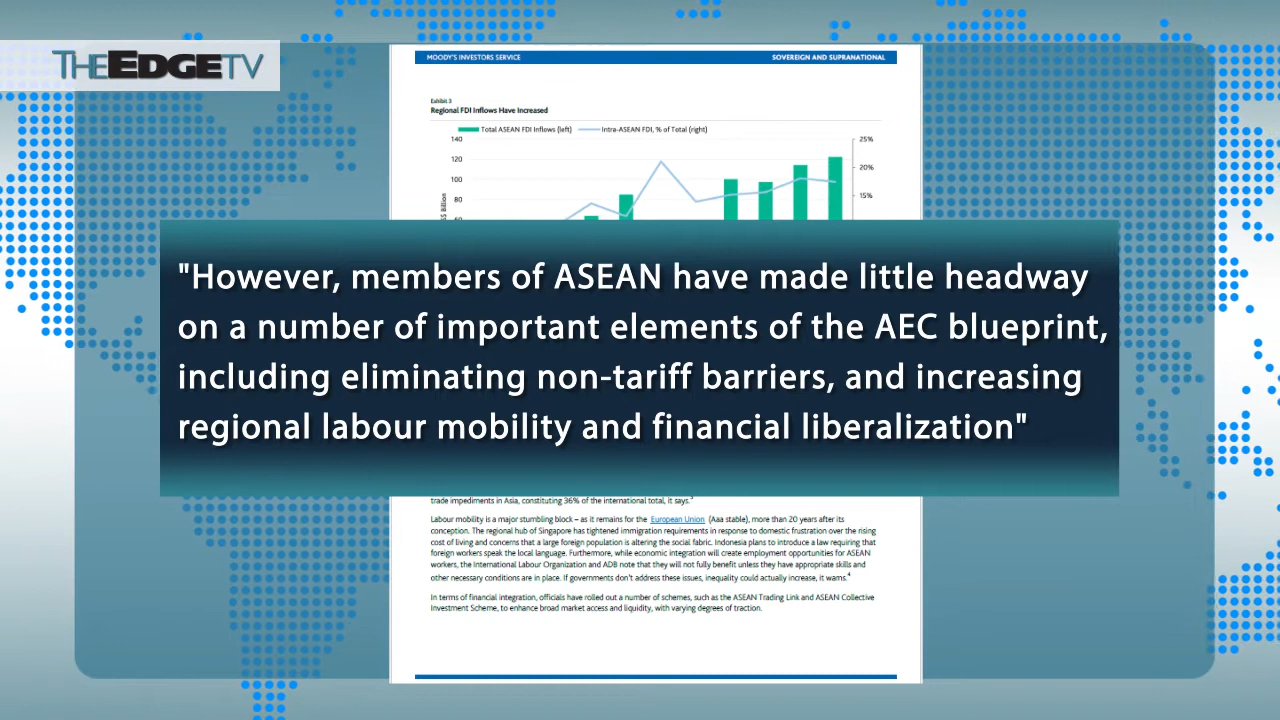 THEEDGETV
MOODY'S INVESTORS SERVICE
SOVEREIGN AND SUPRANATIONAL
Exhibit 3
Regional FDI Inflows Have Increased
Total ASEAN FDI Inflows (left)
Intra-ASEAN FDI, % of Total (right)
140
25%
120
20%
100
15%
80
"However, members of ASEAN have made little headway
on a number of important elements of the AEC blueprint,
including eliminating non-tariff barriers, and increasing
regional labour mobility and financial liberalization"
trade impediments in Asia, constituting 36% of the international total, it says.3
Labour mobility is a major stumbling block – as it remains for the European Union (Aaa stable), more than 20 years after its
conception. The regional hub of Singapore has tightened immigration requirements in response to domestic frustration over the rising
cost of living and concerns that a large foreign population is altering the social fabric. Indonesia plans to introduce a law requiring that
foreign workers speak the local language. Furthermore, while economic integration will create employment opportunities for ASEAN
workers, the International Labour Organization and ADB note that they will not fully benefit unless they have appropriate skills and
other necessary conditions are in place. If governments don't address these issues, inequality could actually increase, it warns.4
In terms of financial integration, officials have rolled out a number of schemes, such as the ASEAN Trading Link and ASEAN Collective
Investment Scheme, to enhance broad market access and liquidity, with varying degrees of traction.